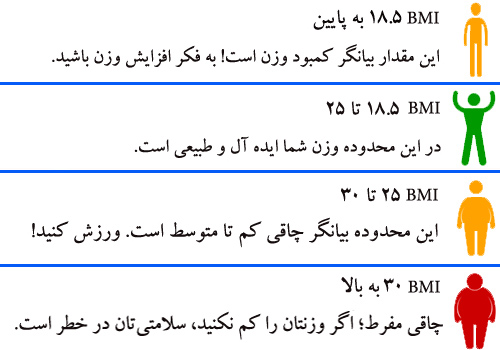 BMI ۱۸.۵ به پایین
این مقدار بیانگر کمبود وزن است! به فکر افزایش وزن باشید.
BMI ۱۸.۵ تا ۲۵
در این محدوده وزن شما ایده آل و طبیعی است.
BMI ۲۵ تا ۳۰
این محدوده بیانگر چاقی کم تا متوسط است. ورزش کنید!
BMI ۳۰ به بالا
چاقی مفرط؛ اگر وزنتان را کم نکنید، سلامتی‌تان در خطر است.